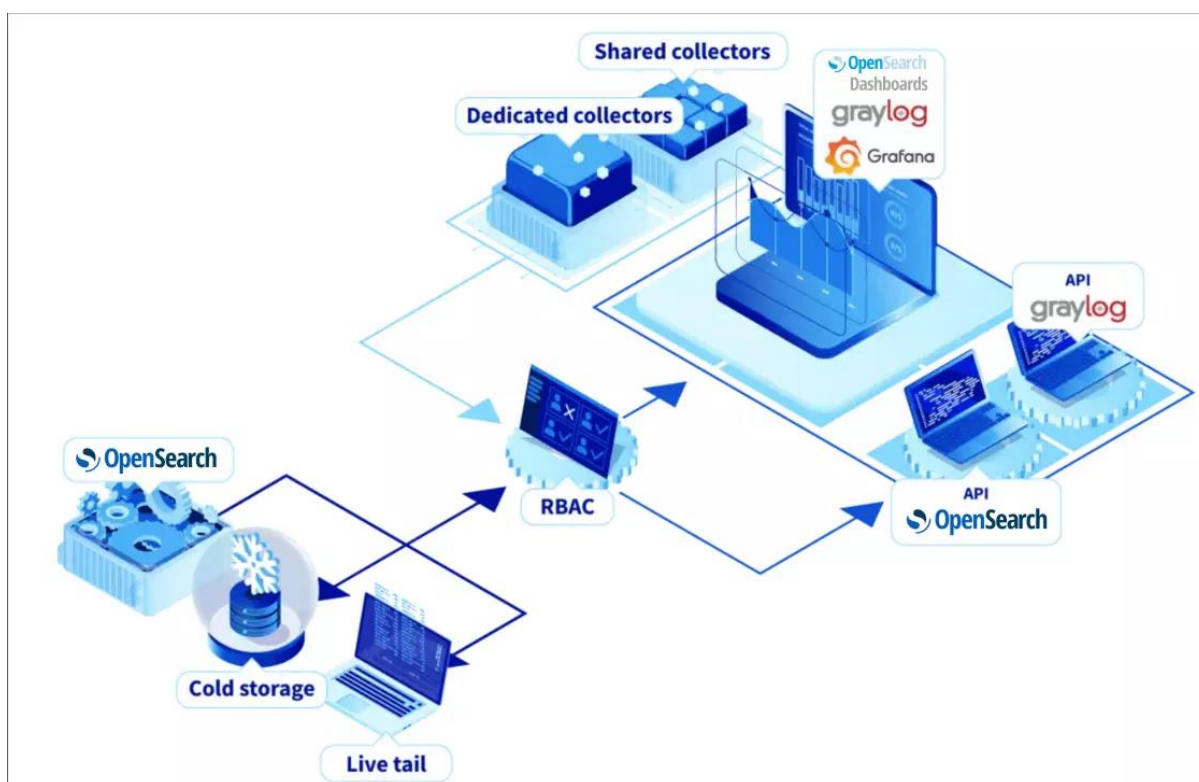 Shared collectors
Dedicated collectors
OpenSearch
Dashboards
graylog
Grafana
API
graylog
OpenSearch
RBAC
API
OpenSearch
Cold storage
Live tail